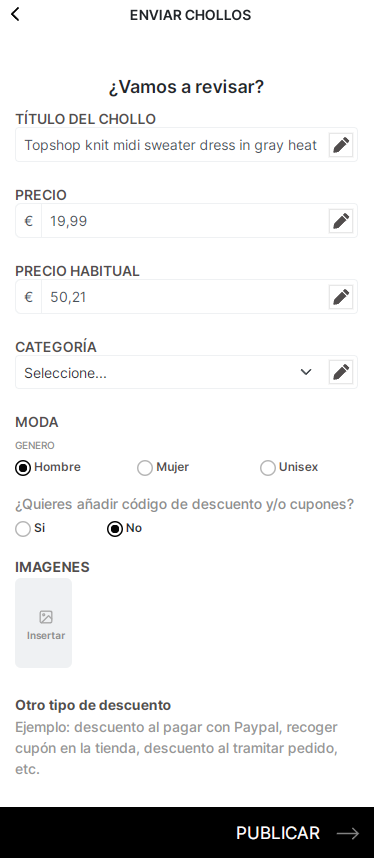 ENVIAR CHOLLOS
¿Vamos a revisar?
TÍTULO DEL CHOLLO
Topshop knit midi sweater dress in gray heat
PRECIO
€ 19,99
PRECIO HABITUAL
€ 50,21
CATEGORÍA
Seleccione...
MODA
GENERO
Hombre Mujer Unisex
¿Quieres añadir código de descuento y/o cupones?
Si No
IMAGENES
Insertar
Otro tipo de descuento
Ejemplo: descuento al pagar con Paypal, recoger
cupón en la tienda, descuento al tramitar pedido,
etc.
PUBLICAR